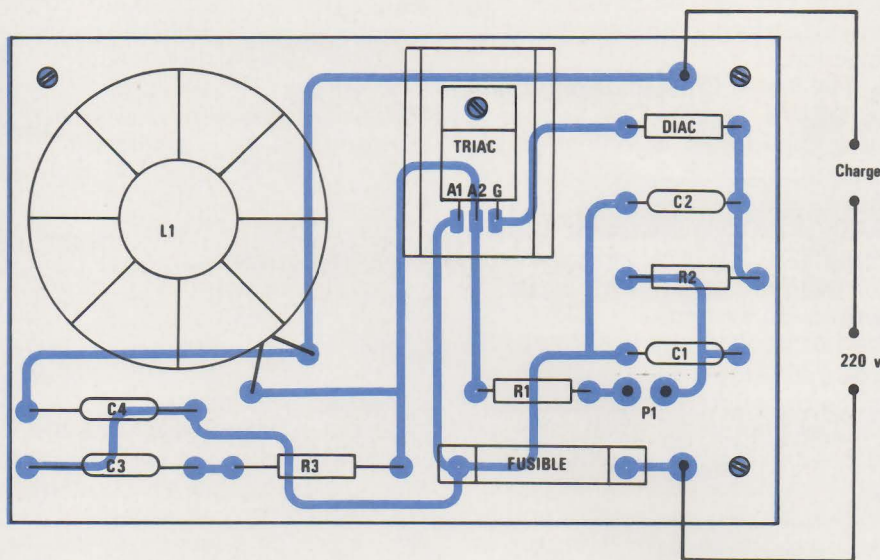 TRIAC
A1 A2 G
DIAC
C2
Charge
L1
R2
C1
220 v
R1
P1
C4
C3
R3
FUSIBLE